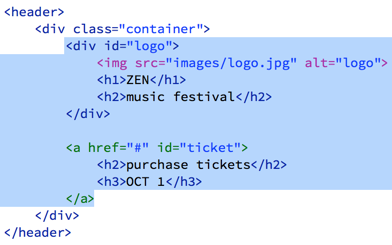 <header>
    <div class="container">
        <div id="logo">
            <img src="images/logo.jpg" alt="logo">
            <h1>ZEN</h1>
            <h2>music festival</h2>
        </div>

        <a href="#" id="ticket">
            <h2>purchase tickets</h2>
            <h3>OCT 1</h3>
        </a>
    </div>
</header>